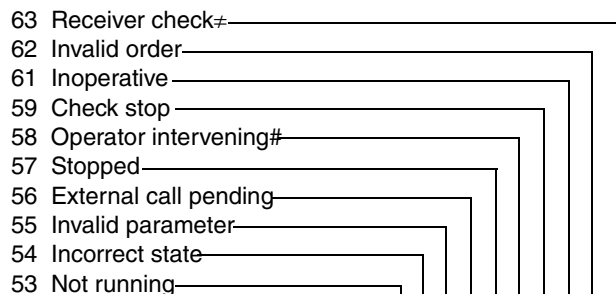 63 Receiver check≠
62 Invalid order
61 Inoperative
59 Check stop
58 Operator intervening#
57 Stopped
56 External call pending
55 Invalid parameter
54 Incorrect state
53 Not running